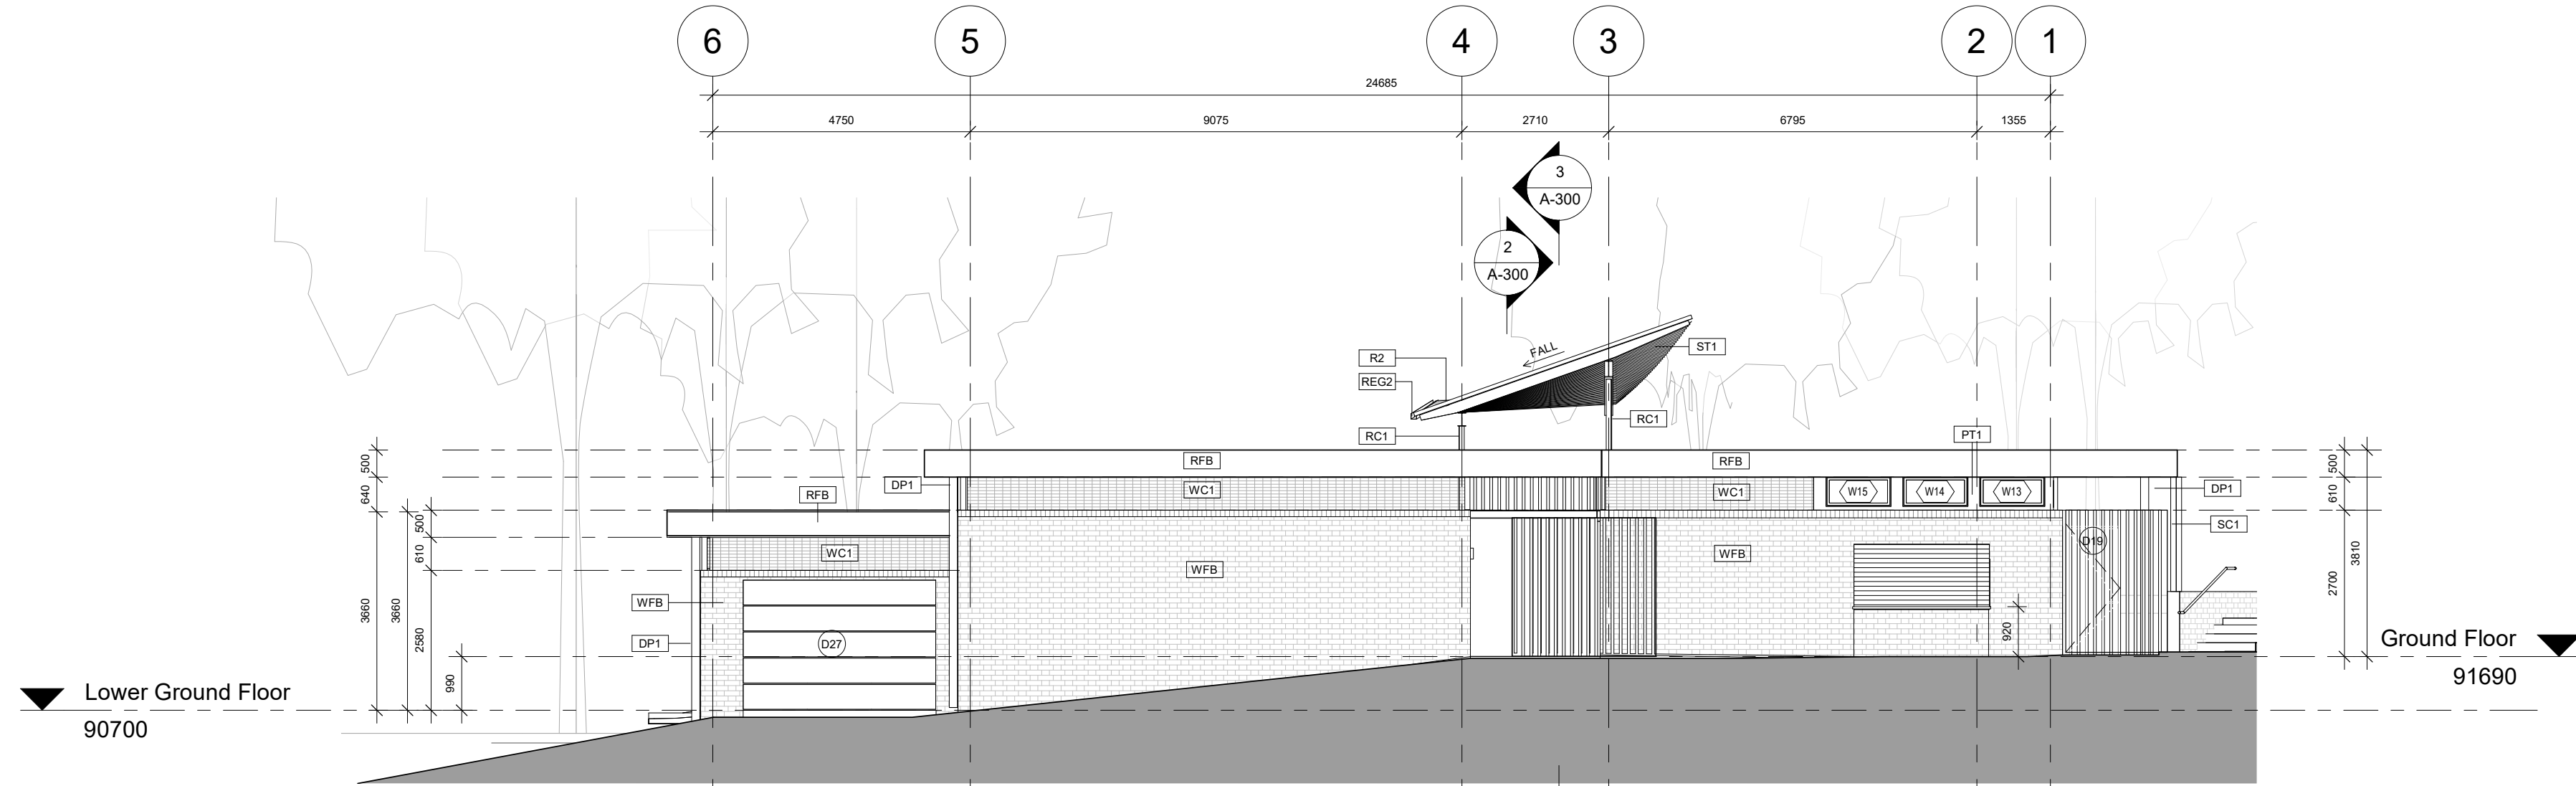 6 5 4 3 2 1
24685
4750 9075 2710 6795 1355
3
A-300
2
A-300
FALL
ST1
R2
REG2
RC1
RC1
PT1
RFB
RFB
DP1
WC1
WC1
W15
W14
W13
DP1
RFB
SC1
D19
WC1
WFB
WFB
WFB
D27
DP1
500
640
3660
3660
500
610
2580
990
920
500
610
2700
3810
Lower Ground Floor
90700
Ground Floor
91690